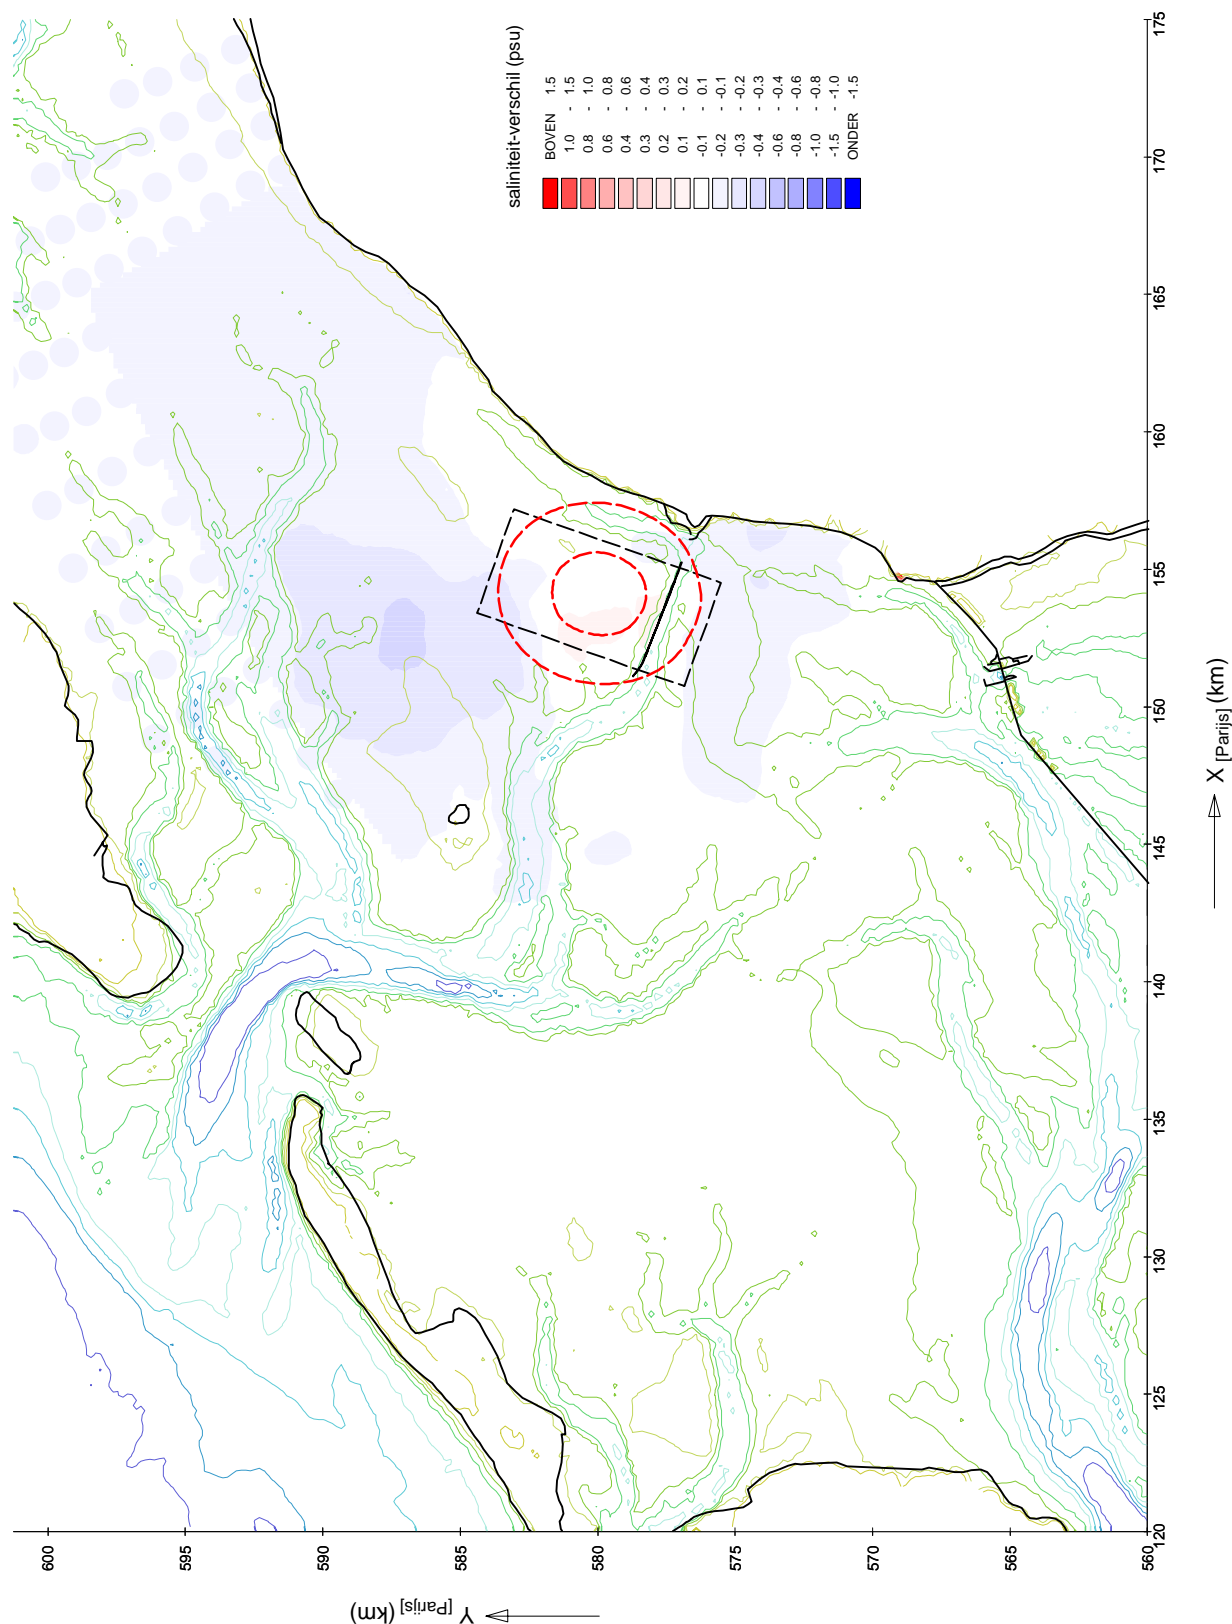 saliniteit-verschil (psu)
BOVEN 1.5
1.0 - 1.5
0.8 - 1.0
0.6 - 0.8
0.4 - 0.6
0.3 - 0.4
0.2 - 0.3
0.1 - 0.2
-0.1 - 0.1
-0.2 - -0.1
-0.3 - -0.2
-0.4 - -0.3
-0.6 - -0.4
-0.8 - -0.6
-1.0 - -0.8
-1.5 - -1.0
ONDER -1.5
600
595
590
585
580
575
570
565
560
Y [Parijs] (km)
120
125
130
135
140
145
150
155
160
165
170
175
X [Parijs] (km)